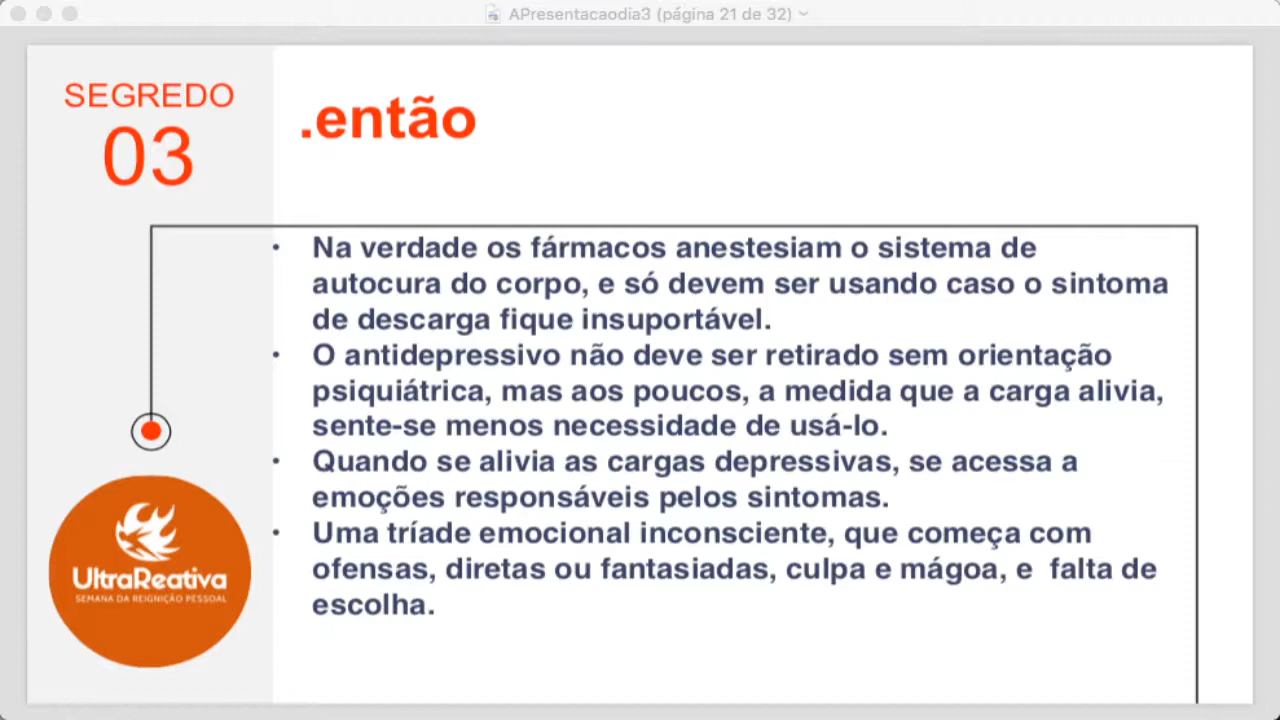 APresentacaodia3 (página 21 de 32)
SEGREDO
03
.então
• Na verdade os fármacos anestesiam o sistema de
autocura do corpo, e só devem ser usando caso o sintoma
de descarga fique insuportável.
• O antidepressivo não deve ser retirado sem orientação
psiquiátrica, mas aos poucos, a medida que a carga alivia,
sente-se menos necessidade de usá-lo.
• Quando se alivia as cargas depressivas, se acessa a
emoções responsáveis pelos sintomas.
• Uma tríade emocional inconsciente, que começa com
ofensas, diretas ou fantasiadas, culpa e mágoa, e  falta de
escolha.
UltraReativa
SEMANA DA REIGNIÇÃO PESSOAL